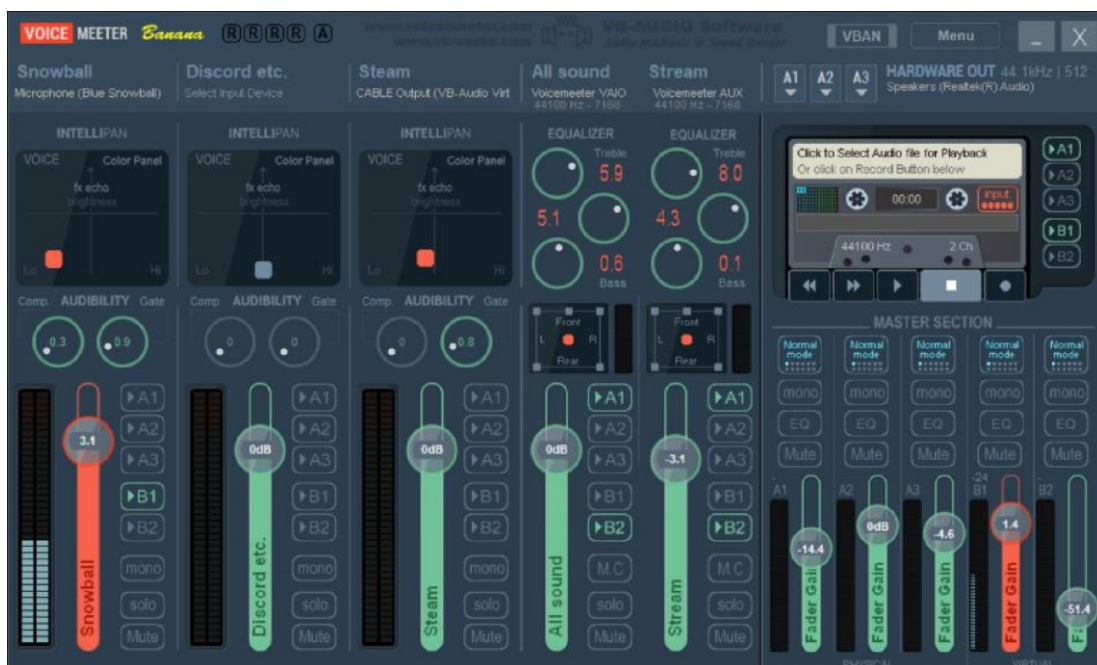 VOICE MEETER Banana R R R R A
www.voicemeeter.com
www.vb-audio.com
VB-AUDIO Software
VBAN Menu _ X
Snowball
Microphone (Blue Snowball)
Discord etc.
Select Input Device
Steam
CABLE Output (VB-Audio Virt
All sound
Voicemeeter VAIO
44100 Hz - 7168
Stream
Voicemeeter AUX
44100 Hz - 7168
A1 A2 A3
HARDWARE OUT 44.1kHz | 512
Speakers (Realtek(R) Audio)
INTELLIPAN
VOICE Color Panel
fx echo
brightness
Lo Hi
INTELLIPAN
VOICE Color Panel
fx echo
brightness
Lo Hi
INTELLIPAN
VOICE Color Panel
fx echo
brightness
Lo Hi
EQUALIZER
Treble
5.9
5.1
0.6
Bass
EQUALIZER
Treble
8.0
4.3
0.1
Bass
Click to Select Audio file for Playback
Or click on Record Button below
00:00
input
44100 Hz 2 Ch
A1
A2
A3
B1
B2
Comp. AUDIBILITY Gate
0.3 0.9
Comp. AUDIBILITY Gate
0 0
Comp. AUDIBILITY Gate
0 0.8
Front
L R
Rear
Front
L R
Rear
3.1
Snowball
A1
A2
A3
B1
B2
mono
solo
Mute
0dB
Discord etc.
A1
A2
A3
B1
B2
mono
solo
Mute
0dB
Steam
A1
A2
A3
B1
B2
mono
solo
Mute
0dB
All sound
A1
A2
A3
B1
B2
M.C
solo
Mute
-3.1
Stream
A1
A2
A3
B1
B2
M.C
solo
Mute
MASTER SECTION
Normal mode Normal mode Normal mode Normal mode Normal mode
mono mono mono mono mono
EQ EQ EQ EQ EQ
Mute Mute Mute Mute Mute
A1 A2 A3 -24 B1 B2
-14.4 0dB -4.6 1.4 -51.4
Fader Gain Fader Gain Fader Gain Fader Gain Fa
PHYSICAL VIRTUAL